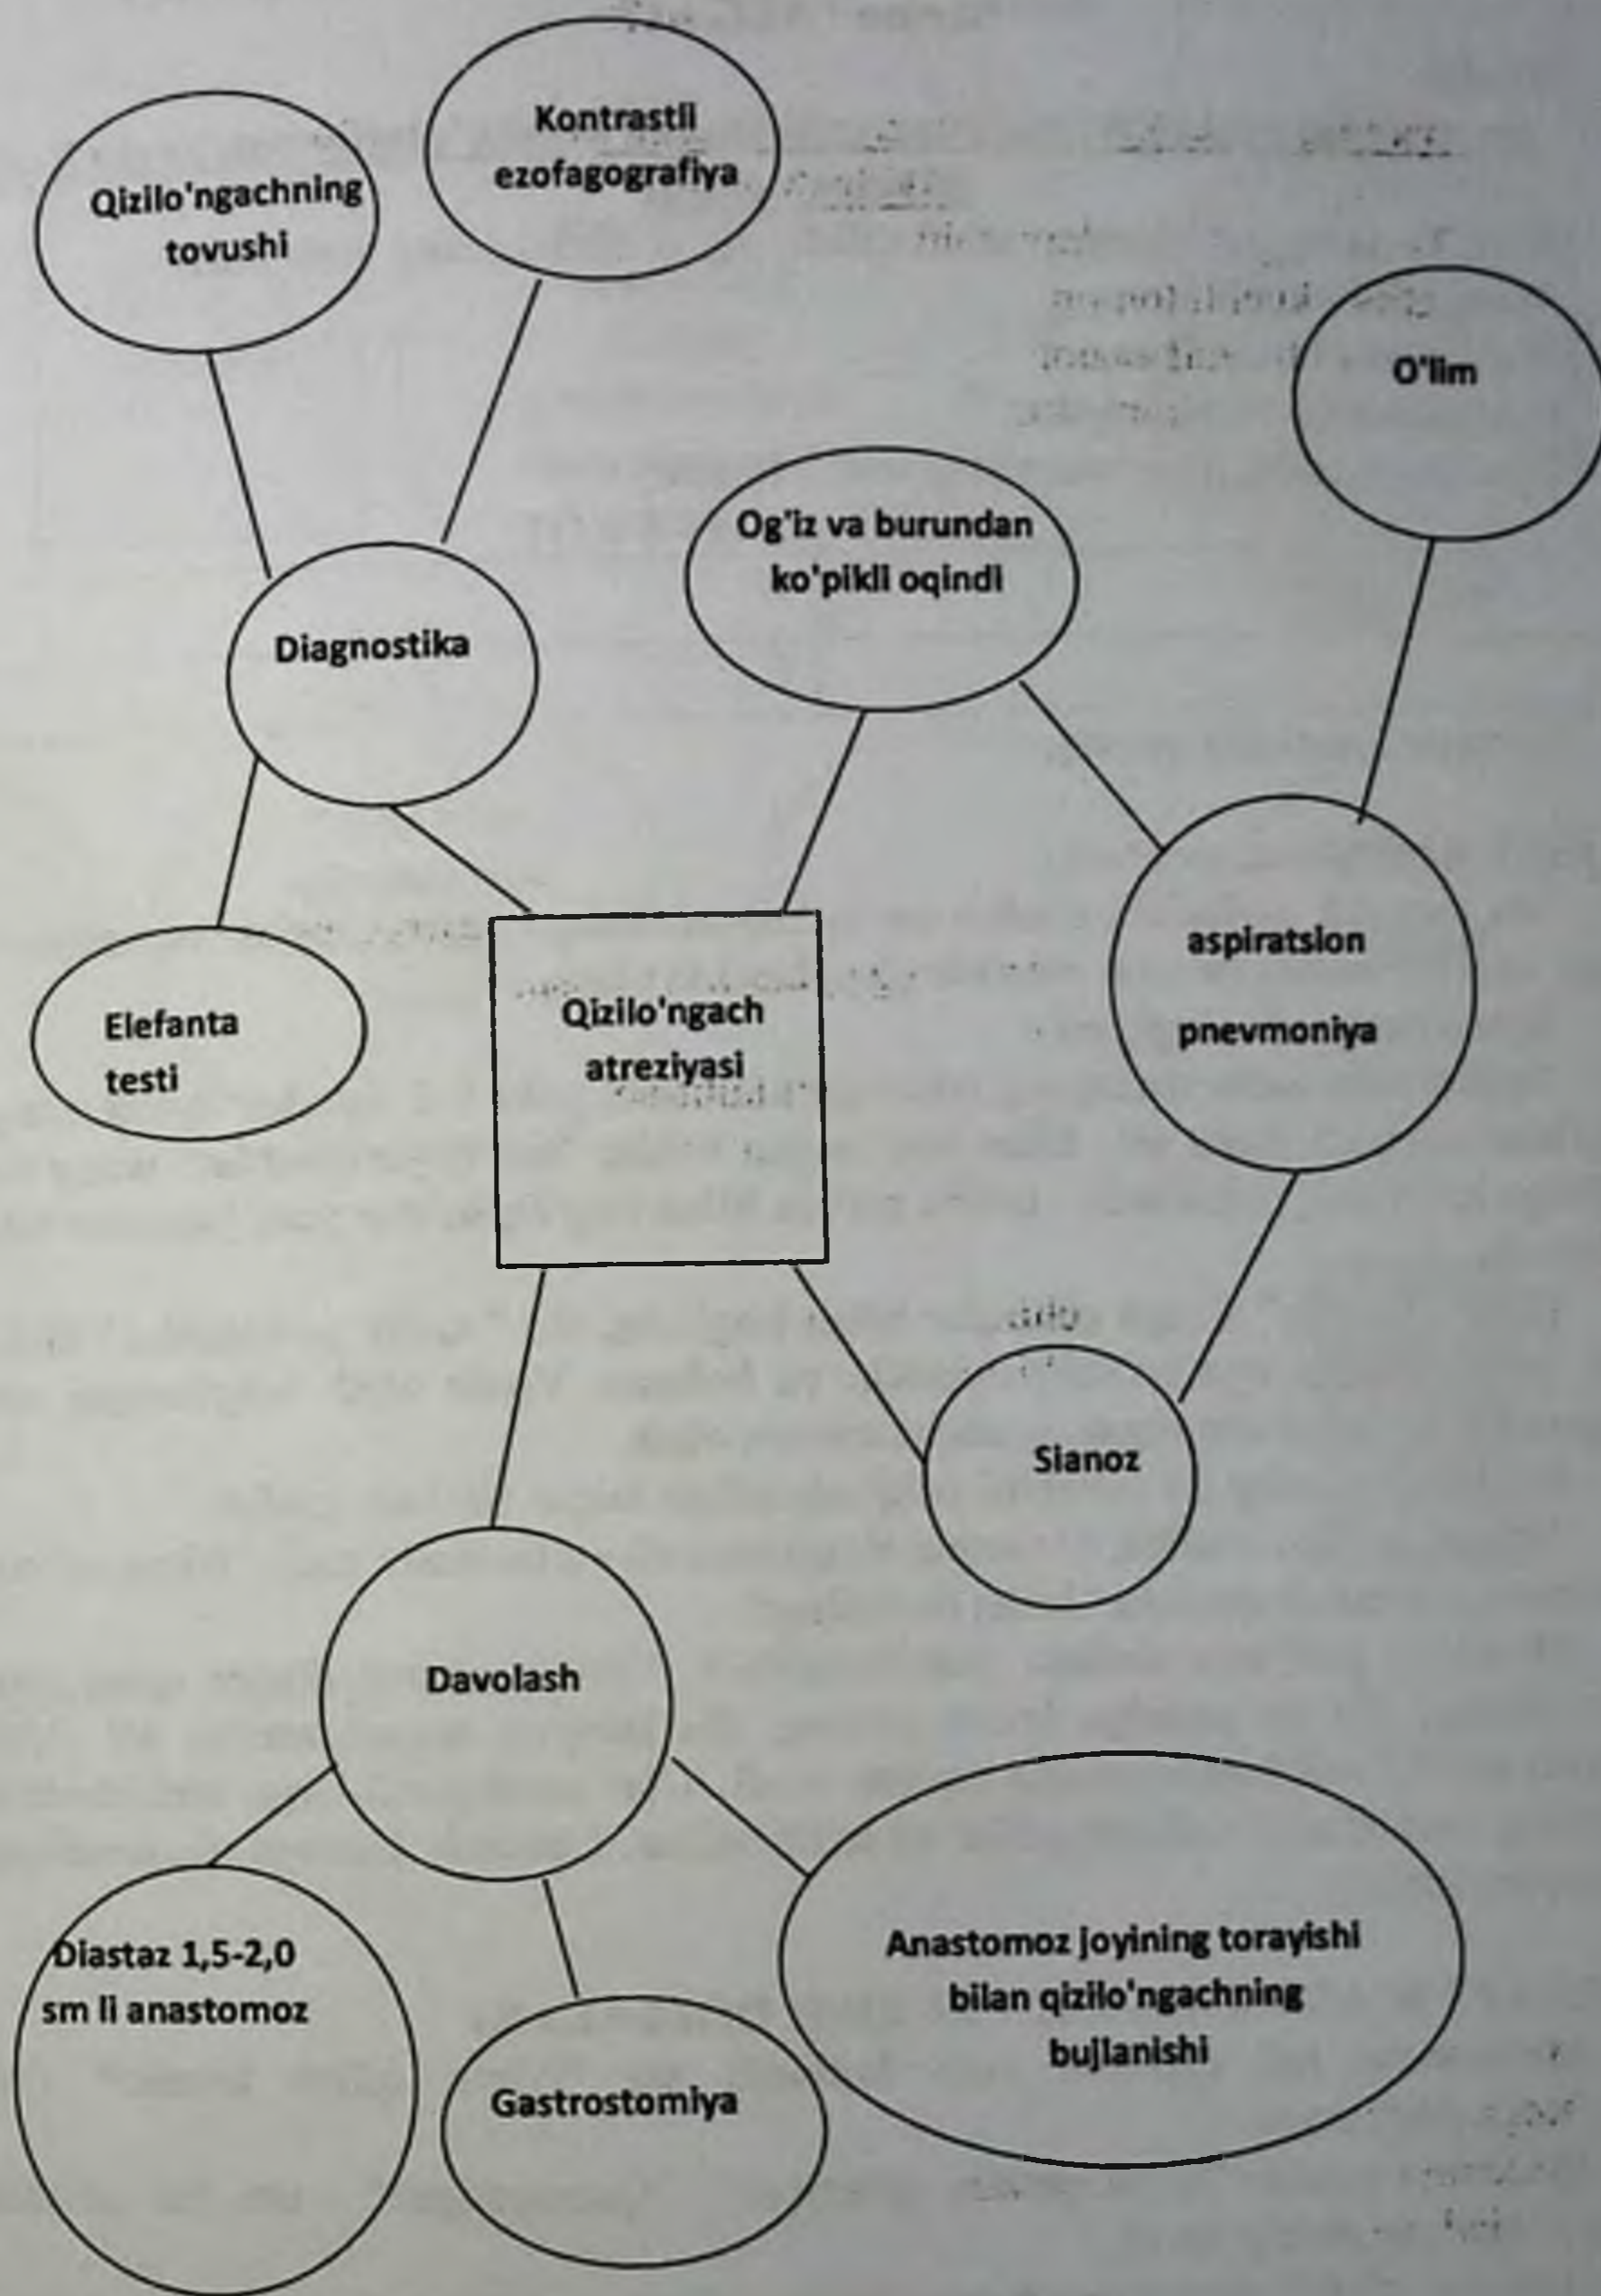 Kontrastli
ezofagografiya
Qizilo'ngachning
tovushi
O'lim
Og'iz va burundan
ko'pikli oqindi
Diagnostika
aspiratsion
pnevmoniya
Elefanta
testi
Qizilo'ngach
atreziyasi
Sianoz
Davolash
Diastaz 1,5-2,0
sm li anastomoz
Gastrostomiya
Anastomoz joyining torayishi
bilan qizilo'ngachning
bujlanishi